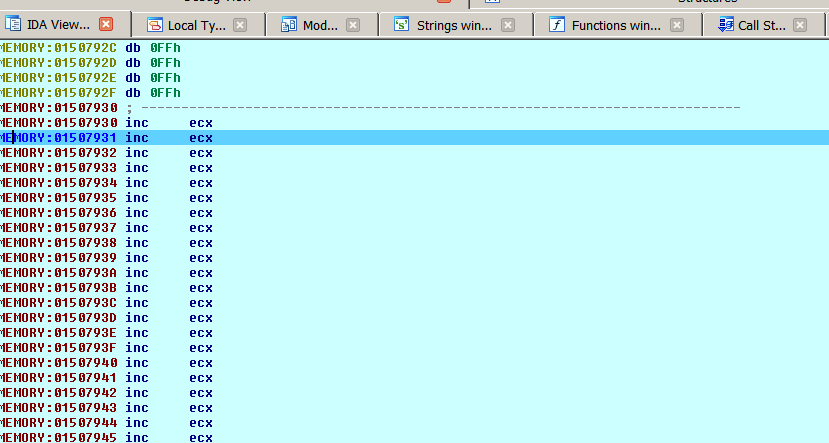 Debug View
Structures
IDA View... Local Ty... Mod... Strings win... Functions win... Call St...
MEMORY:0150792C db 0FFh
MEMORY:0150792D db 0FFh
MEMORY:0150792E db 0FFh
MEMORY:0150792F db 0FFh
MEMORY:01507930 ; ---------------------------------------------------------------------------
MEMORY:01507930 inc     ecx
MEMORY:01507931 inc     ecx
MEMORY:01507932 inc     ecx
MEMORY:01507933 inc     ecx
MEMORY:01507934 inc     ecx
MEMORY:01507935 inc     ecx
MEMORY:01507936 inc     ecx
MEMORY:01507937 inc     ecx
MEMORY:01507938 inc     ecx
MEMORY:01507939 inc     ecx
MEMORY:0150793A inc     ecx
MEMORY:0150793B inc     ecx
MEMORY:0150793C inc     ecx
MEMORY:0150793D inc     ecx
MEMORY:0150793E inc     ecx
MEMORY:0150793F inc     ecx
MEMORY:01507940 inc     ecx
MEMORY:01507941 inc     ecx
MEMORY:01507942 inc     ecx
MEMORY:01507943 inc     ecx
MEMORY:01507944 inc     ecx
MEMORY:01507945 inc     ecx